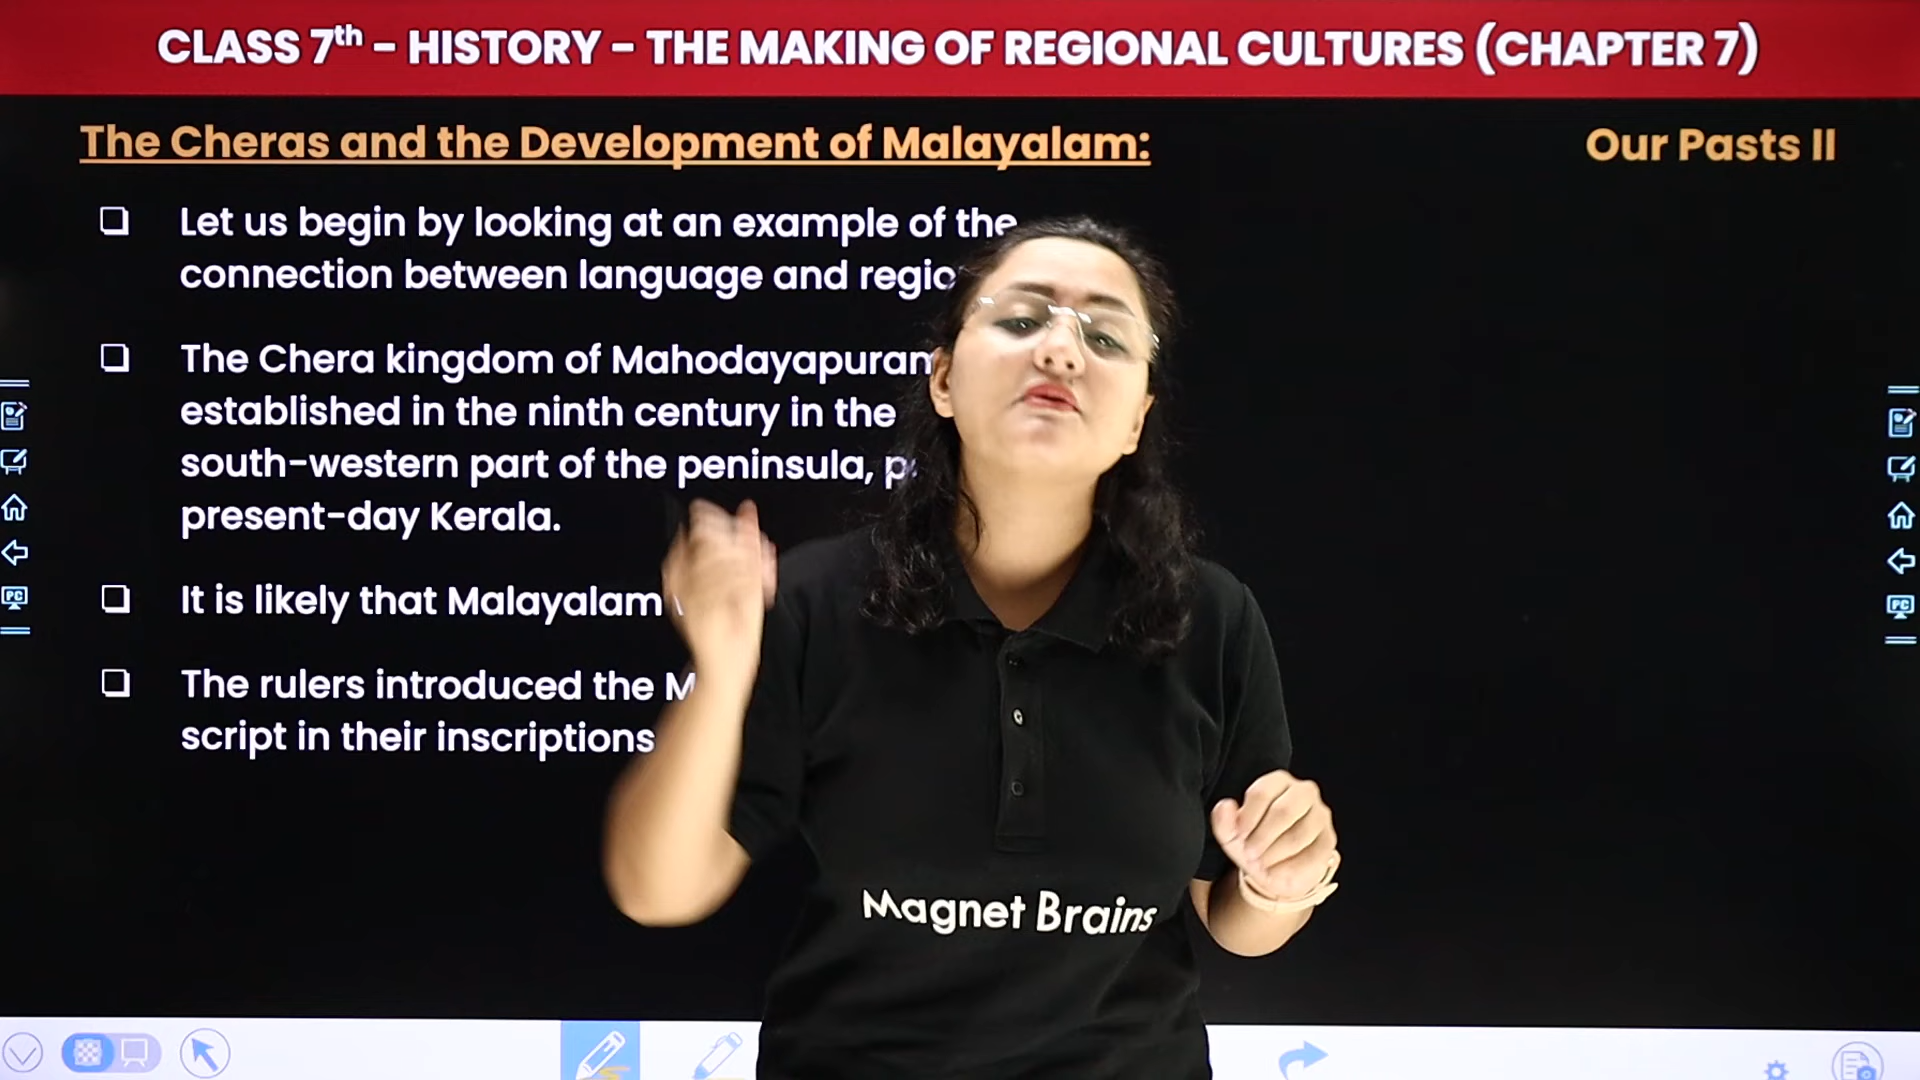 CLASS 7th – HISTORY – THE MAKING OF REGIONAL CULTURES (CHAPTER 7)
The Cheras and the Development of Malayalam:
Our Pasts II
Let us begin by looking at an example of the
connection between language and
The Chera kingdom of
established in the ninth century in the
south-western part of the peninsula,
present-day Kerala.
It is likely that Malayalam
The rulers introduced the
script in their inscriptions
Magnet Brains
PC
PC